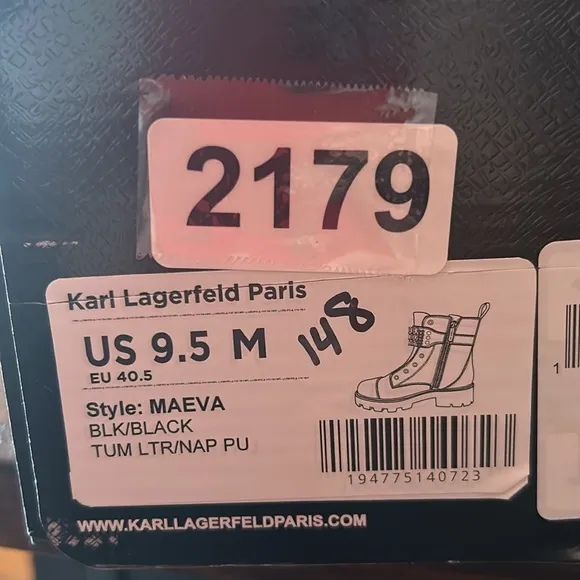 2179
Karl Lagerfeld Paris
US 9.5 M
148
EU 40.5
Style: MAEVA
BLK/BLACK
TUM LTR/NAP PU
194775140723
1
WWW.KARLLAGERFELDPARIS.COM